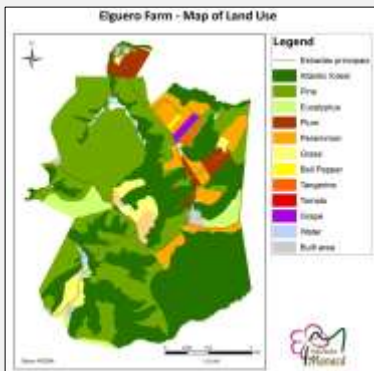 Elguero Farm - Map of Land Use
Legend
Estradas principais
Atlantic forest
Pine
Eucalyptus
Plum
Persimmon
Grass
Bell Pepper
Tangerine
Tomato
Grape
Water
Built area